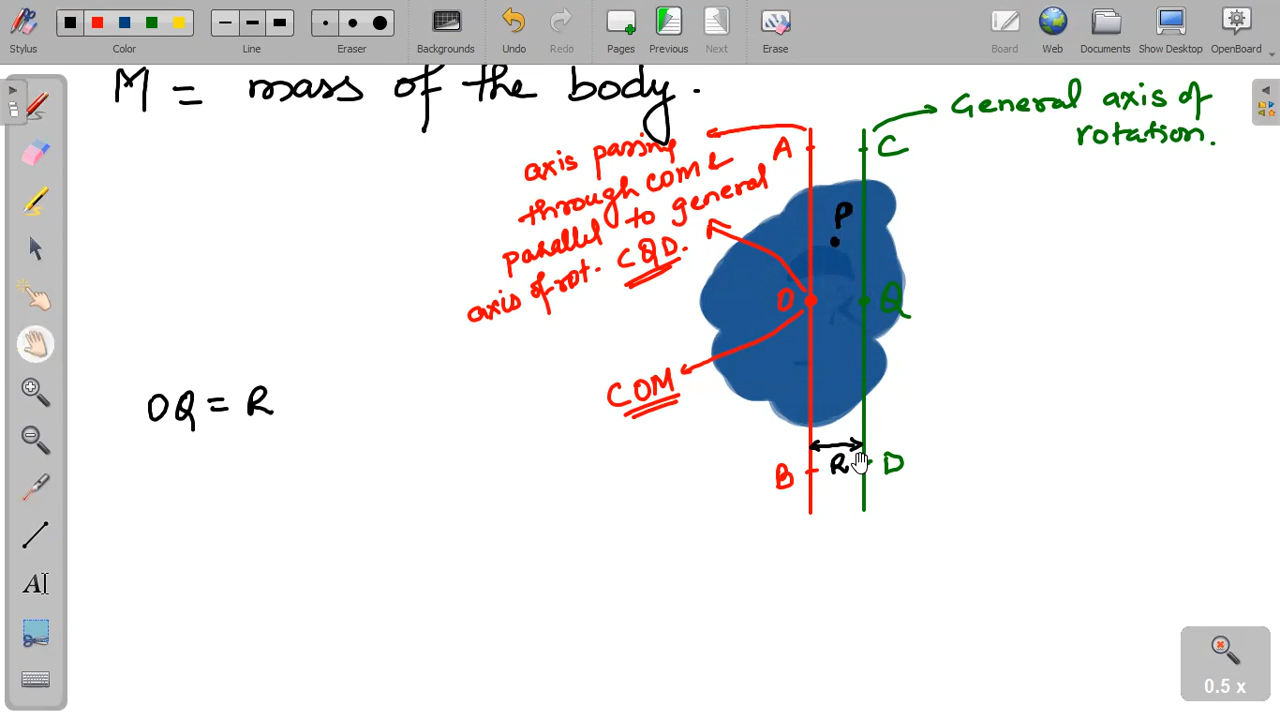 Stylus
Color
Line
Eraser
Backgrounds
Undo
Redo
Pages
Previous
Next
Erase
Board
Web
Documents
Show Desktop
OpenBoard
M = mass of the body.
General axis of
rotation.
axis passing
through COM &
parallel to general
axis of rot. CQD.
A
C
P
O
Q
COM
OQ = R
B
R
D
AI
0.5 x